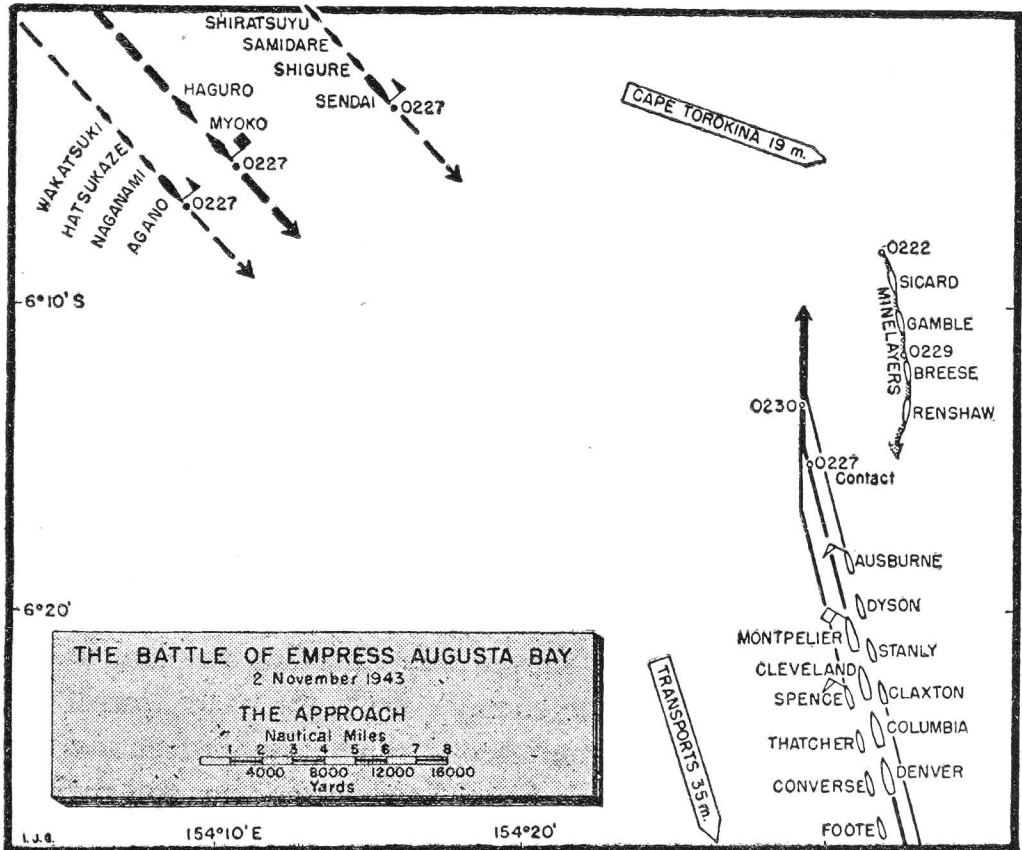 SHIRATSUYU
SAMIDARE
SHIGURE
SENDAI
0227
HAGURO
MYOKO
0227
WAKATSUKI
HATSUKAZE
NAGANAMI
AGANO
0227
CAPE TOROKINA 19 m.
6°10'S
0222
SICARD
GAMBLE
0229
BREESE
RENSHAW
MINELAYERS
0230
0227
Contact
AUSBURNE
DYSON
6°20'
MONTPELIER
STANLY
CLEVELAND
SPENCE
CLAXTON
COLUMBIA
THATCHER
DENVER
CONVERSE
FOOTE
TRANSPORTS 35 m.
THE BATTLE OF EMPRESS AUGUSTA BAY
2 November 1943
THE APPROACH
Nautical Miles
1 2 3 4 5 6 7 8
4000 8000 12000 16000
Yards
I.J.G.
154°10'E
154°20'